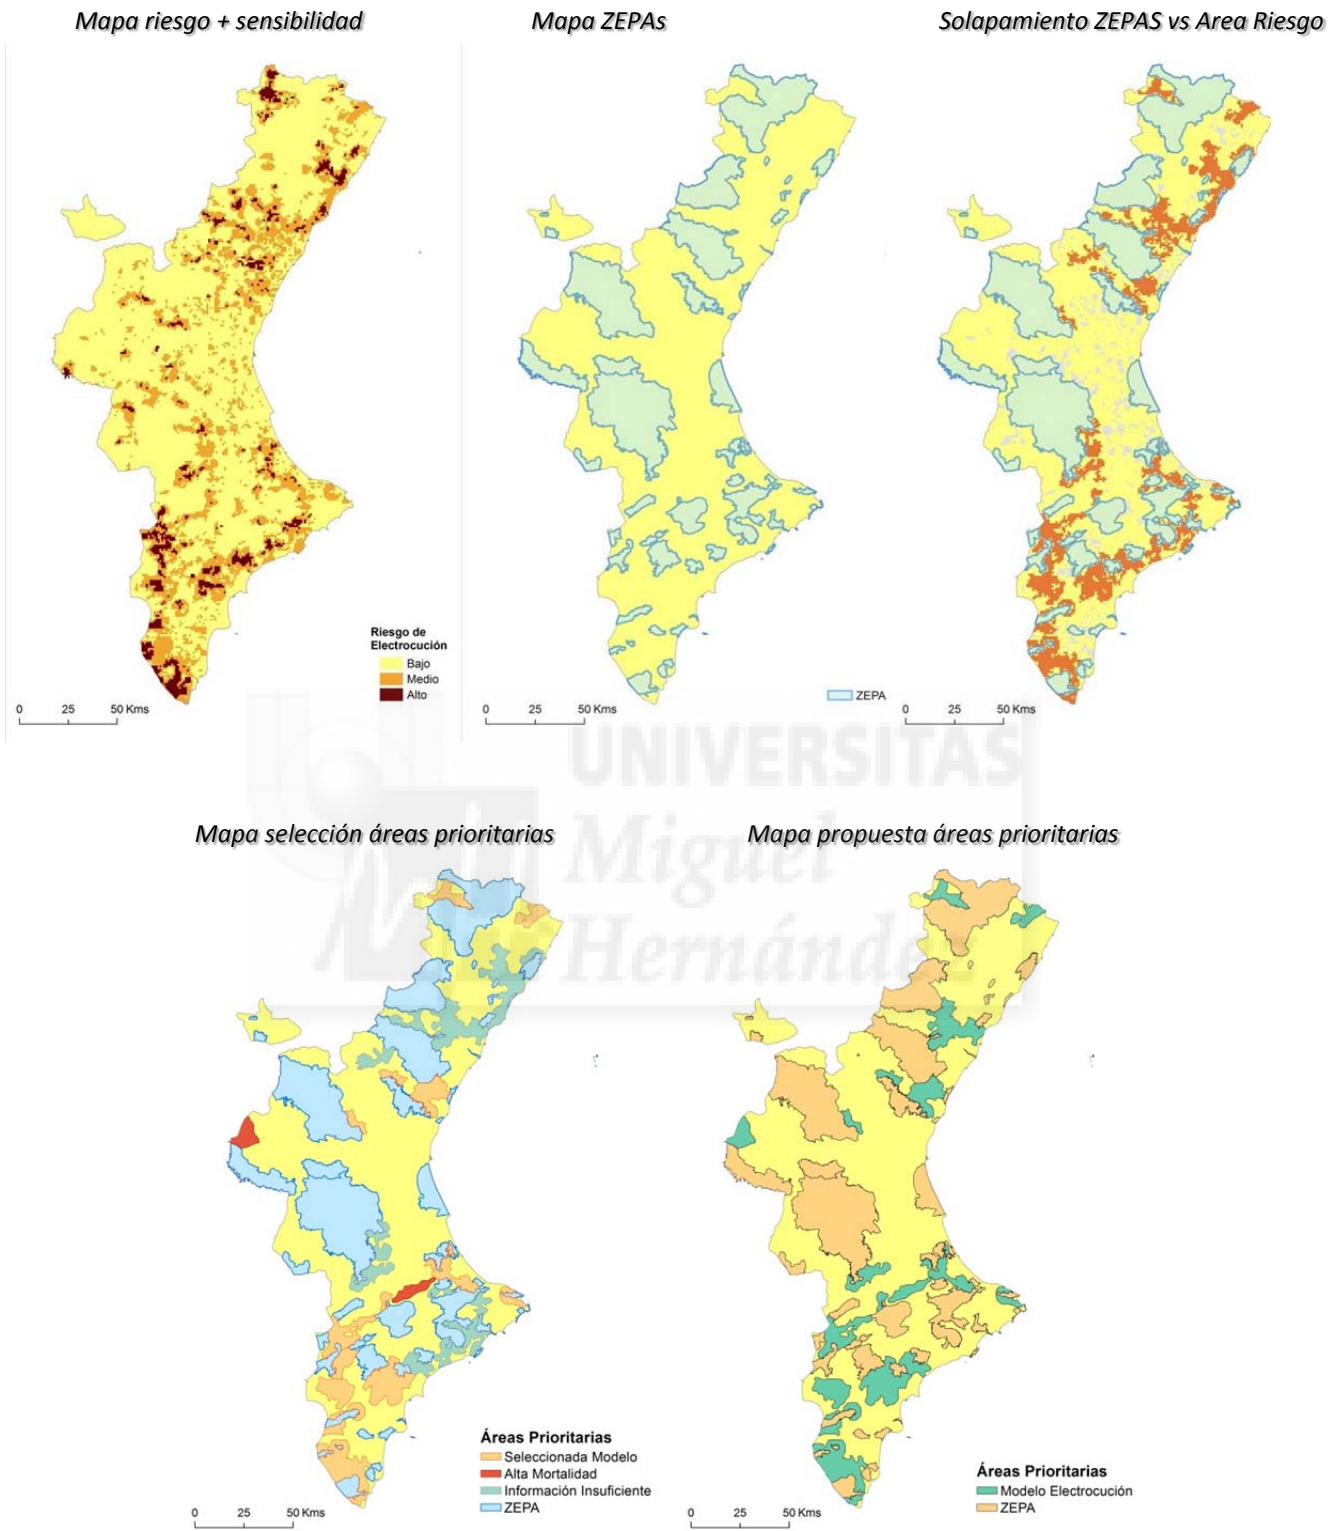 Mapa riesgo + sensibilidad
Mapa ZEPAs
Solapamiento ZEPAS vs Area Riesgo
Riesgo de
Electrocución
Bajo
Medio
Alto
0 25 50 Kms
ZEPA
0 25 50 Kms
0 25 50 Kms
UNIVERSITAS
Miguel
Hernández
Mapa selección áreas prioritarias
Mapa propuesta áreas prioritarias
Áreas Prioritarias
Seleccionada Modelo
Alta Mortalidad
Información Insuficiente
ZEPA
0 25 50 Kms
Áreas Prioritarias
Modelo Electrocución
ZEPA
0 25 50 Kms